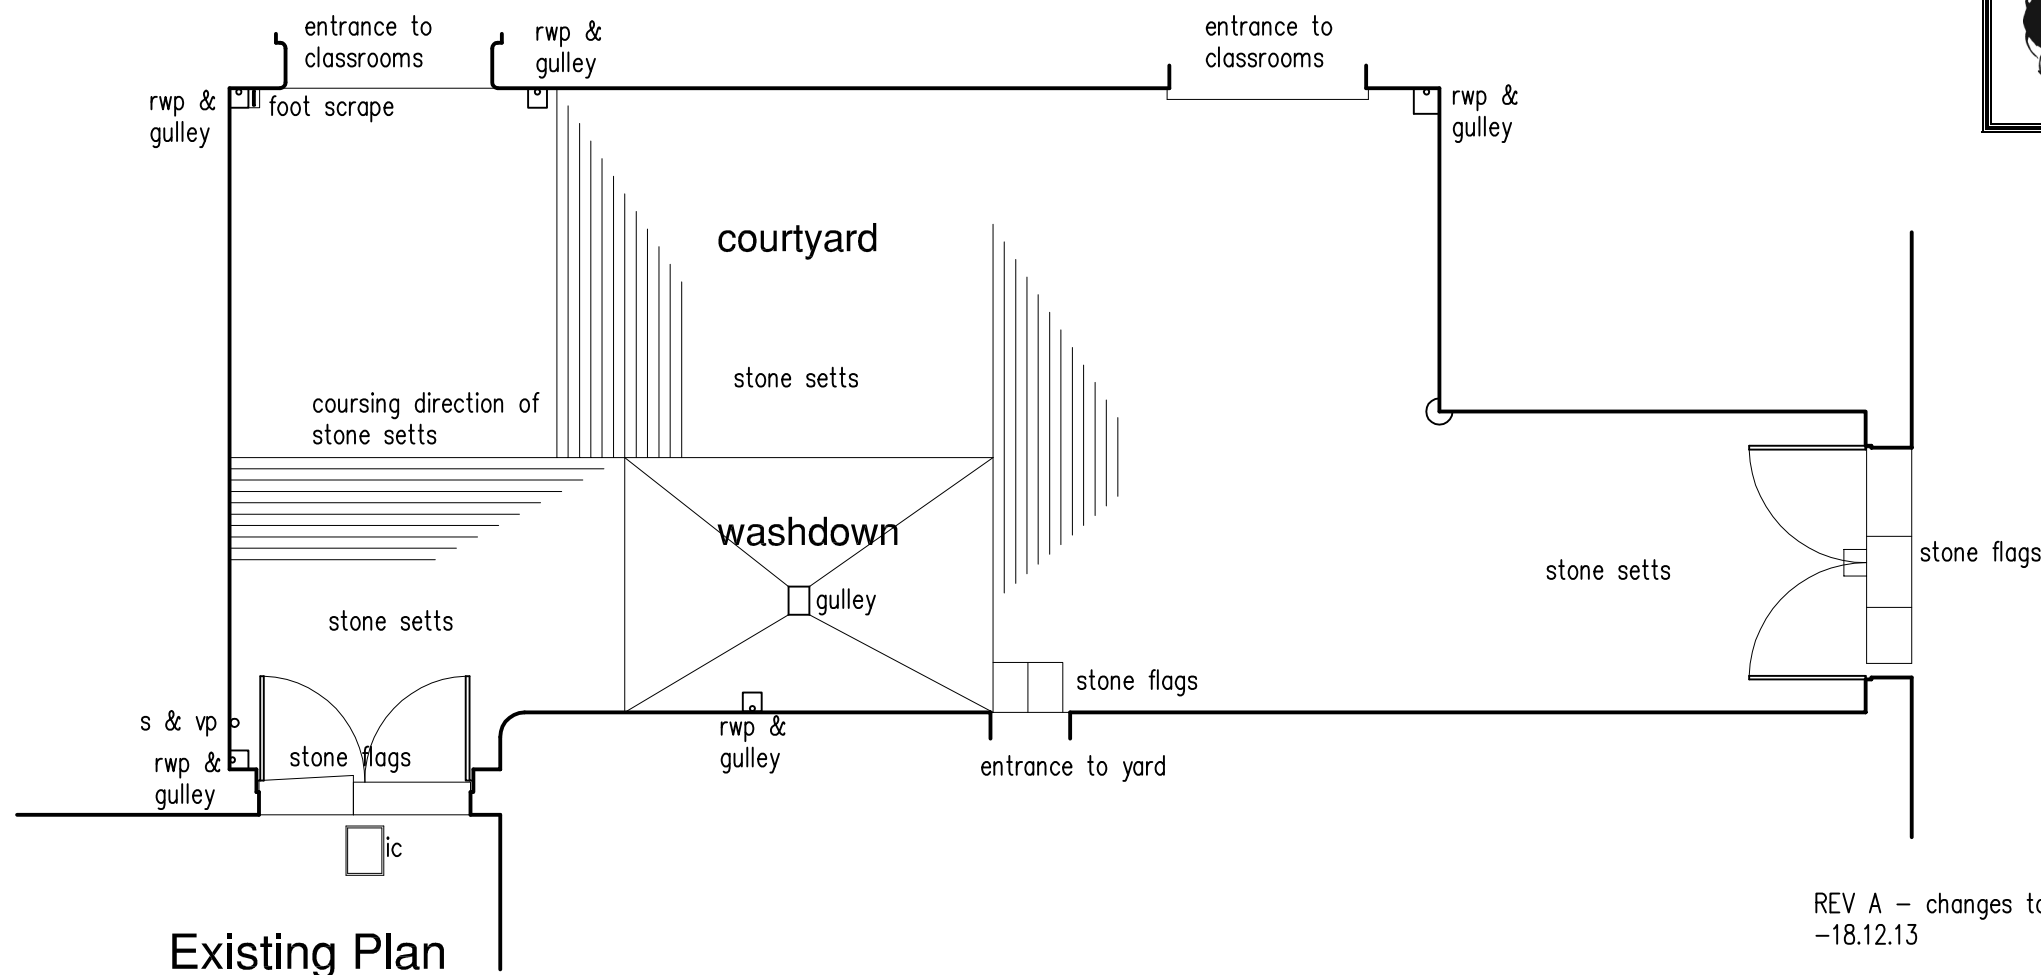 entrance to
classrooms
rwp &
gulley
entrance to
classrooms
rwp &
gulley
foot scrape
rwp &
gulley
courtyard
stone setts
coursing direction of
stone setts
washdown
gulley
stone setts
stone setts
stone flags
stone flags
s & vp
stone flags
rwp &
gulley
rwp &
gulley
entrance to yard
ic
Existing Plan
REV A - changes to
-18.12.13